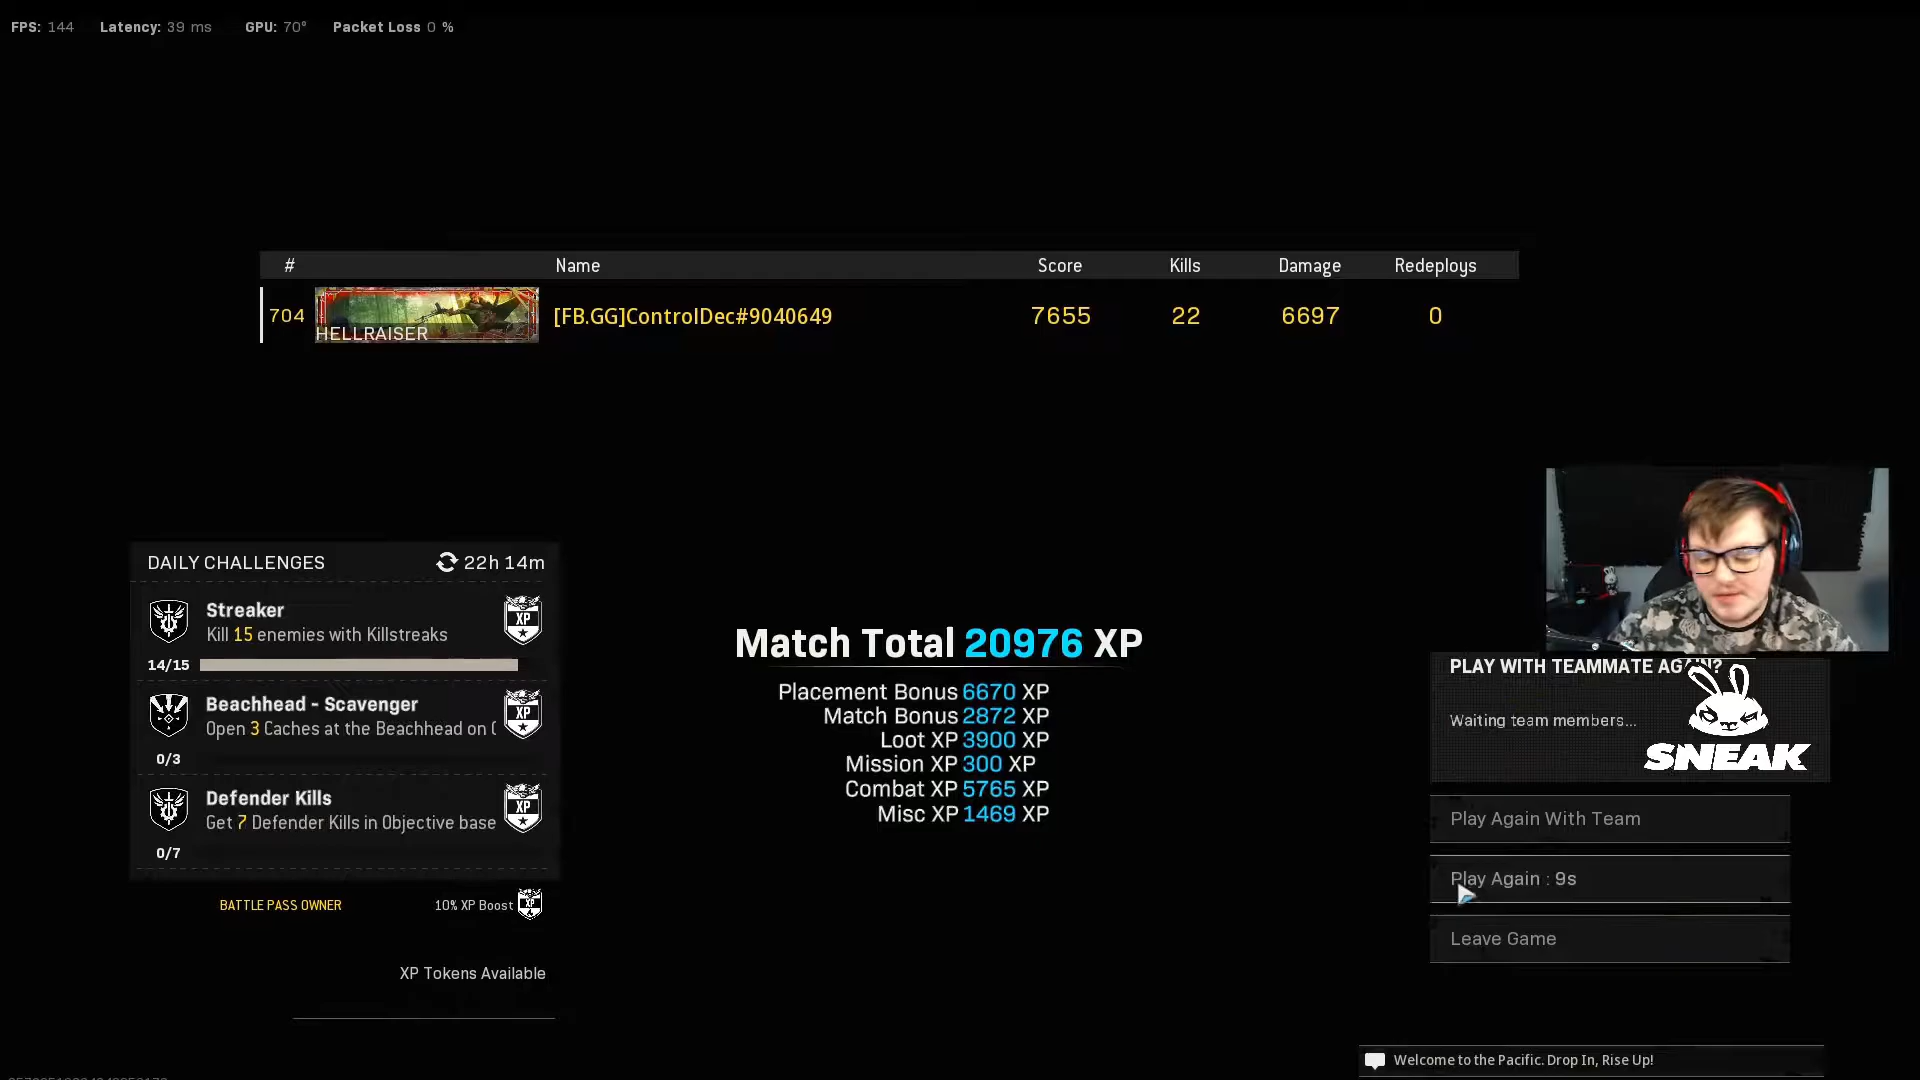 FPS: 144 Latency: 39 ms GPU: 70° Packet Loss 0 %
# Name Score Kills Damage Redeploys
704 HELLRAISER [FB.GG]ControlDec#9040649 7655 22 6697 0
DAILY CHALLENGES 22h 14m
Streaker
Kill 15 enemies with Killstreaks
XP
14/15
Beachhead - Scavenger
Open 3 Caches at the Beachhead on
XP
0/3
Defender Kills
Get 7 Defender Kills in Objective base
XP
0/7
BATTLE PASS OWNER 10% XP Boost XP
XP Tokens Available
Match Total 20976 XP
Placement Bonus 6670 XP
Match Bonus 2872 XP
Loot XP 3900 XP
Mission XP 300 XP
Combat XP 5765 XP
Misc XP 1469 XP
PLAY WITH TEAMMATE AGAIN?
Waiting team members...
SNEAK
Play Again With Team
Play Again : 9s
Leave Game
Welcome to the Pacific. Drop In, Rise Up!